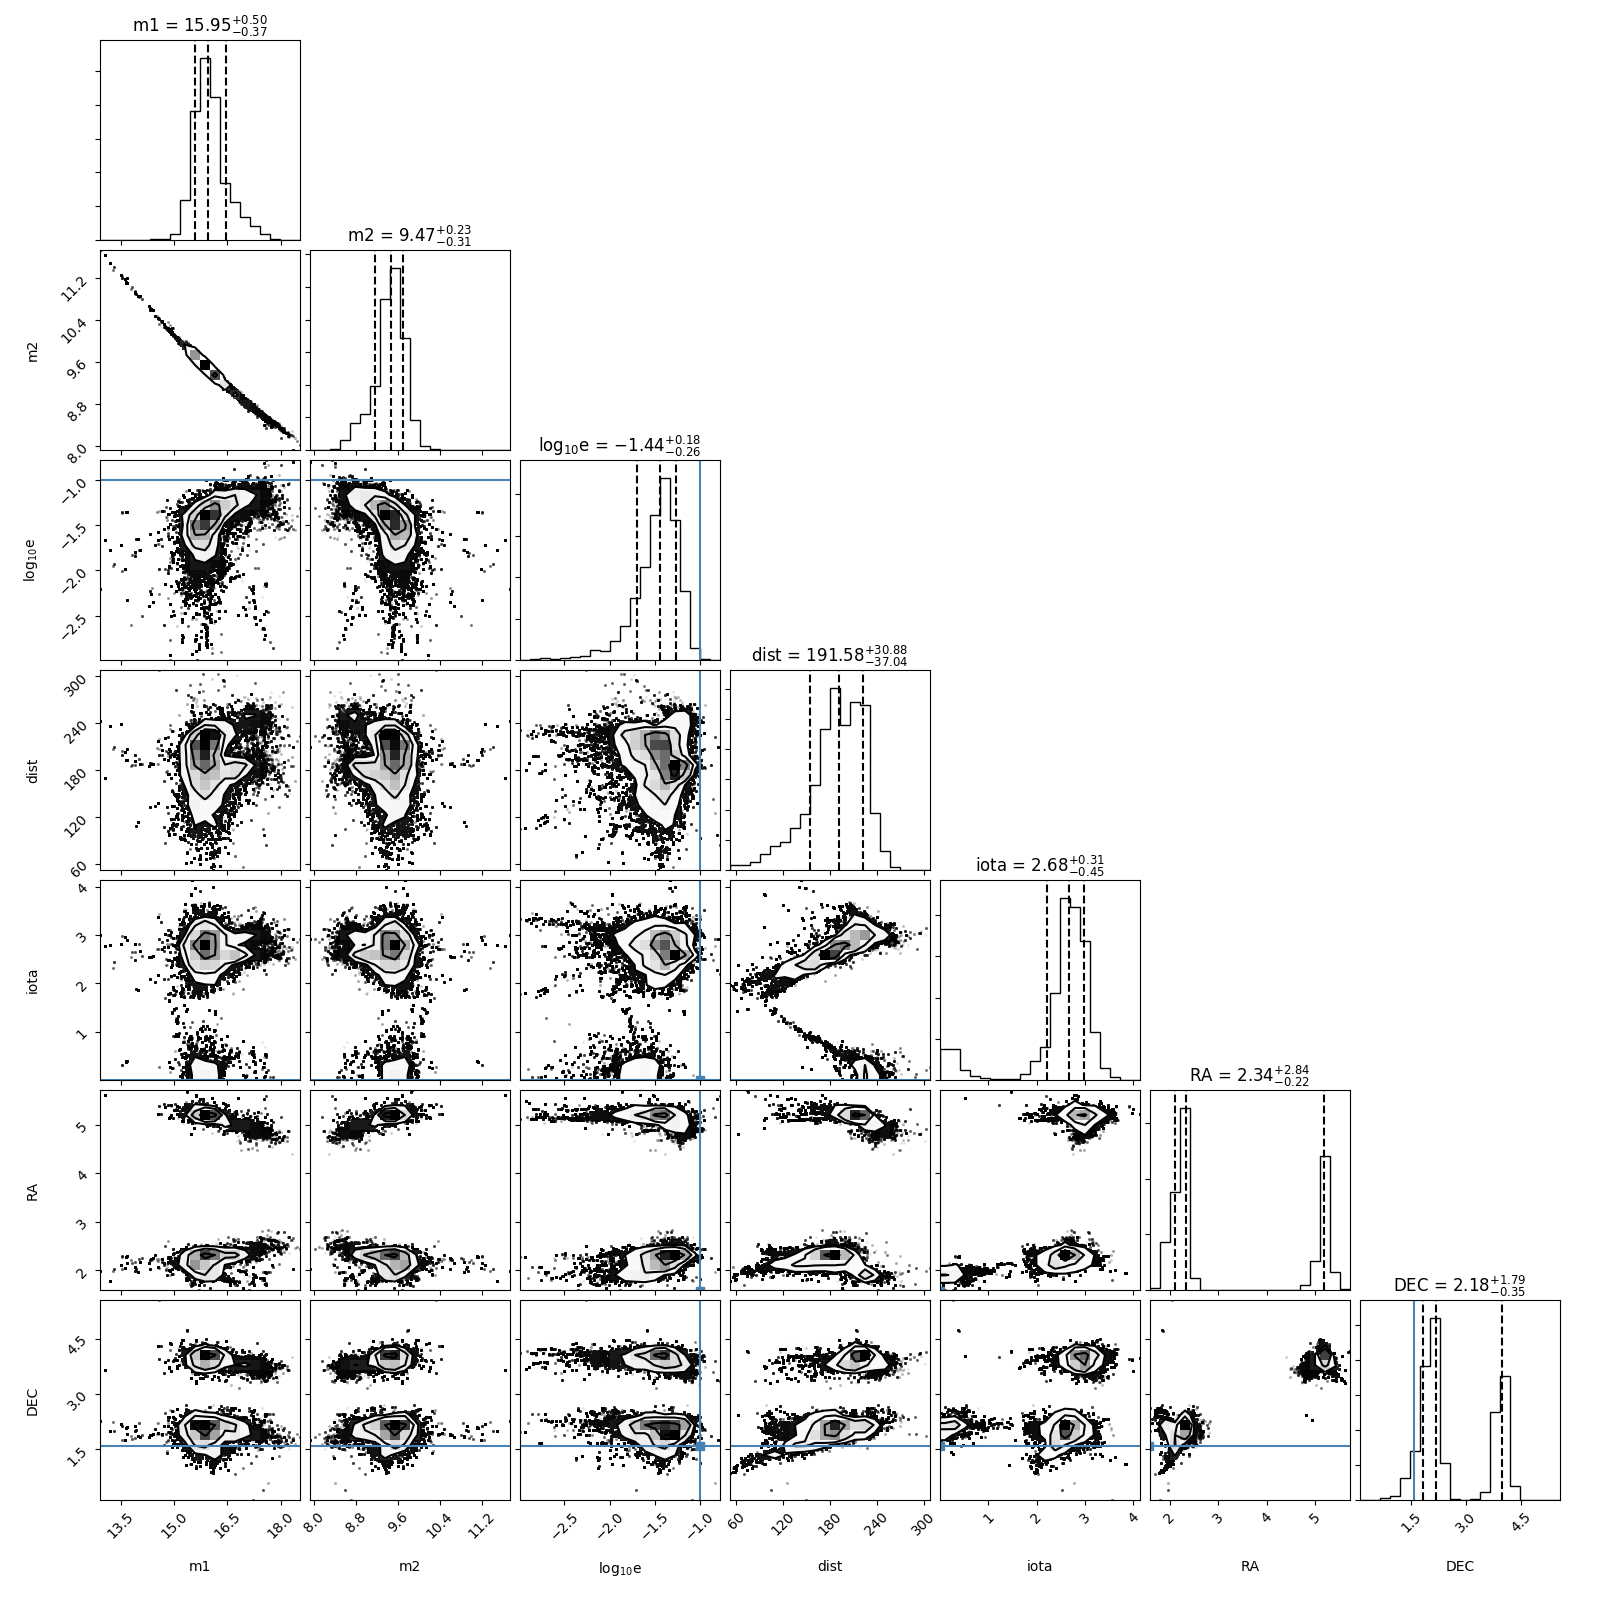 m1 = 15.95+0.50 −0.37
m2 = 9.47+0.23 −0.31
11.2
10.4
9.6
8.8
8.0
m2
log10e = −1.44+0.18 −0.26
−1.0
−1.5
−2.0
−2.5
log10e
dist = 191.58+30.88 −37.04
300
240
180
120
60
dist
iota = 2.68+0.31 −0.45
4
3
2
1
iota
RA = 2.34+2.84 −0.22
5
4
3
2
RA
DEC = 2.18+1.79 −0.35
4.5
3.0
1.5
DEC
13.5 15.0 16.5 18.0 8.0 8.8 9.6 10.4 11.2 −2.5 −2.0 −1.5 −1.0 60 120 180 240 300 1 2 3 4 2 3 4 5 1.5 3.0 4.5
m1 m2 log10e dist iota RA DEC